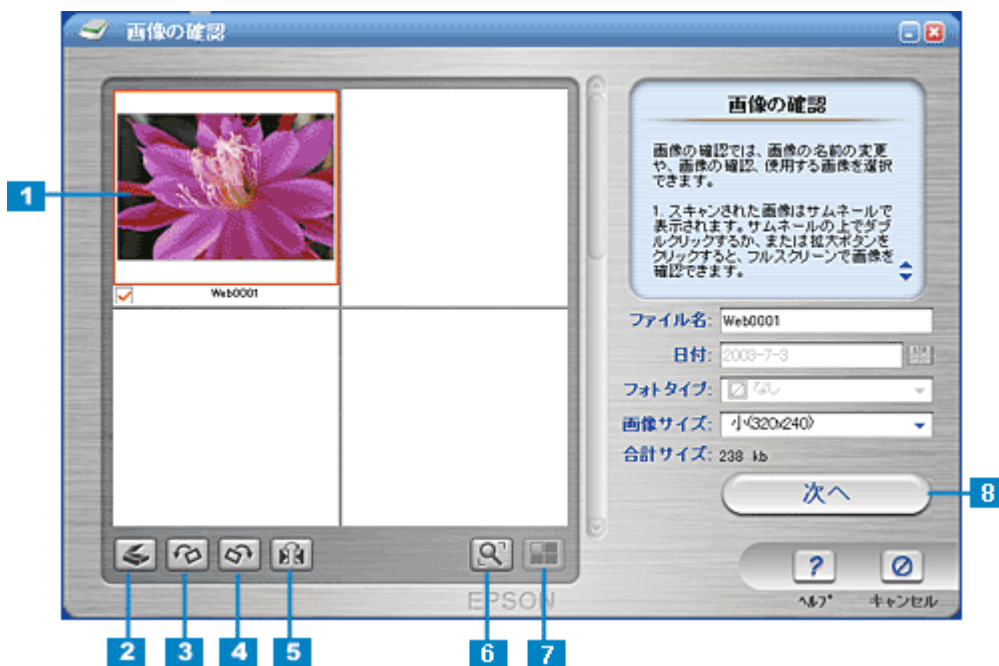 画像の確認
画像の確認
画像の確認では、画像の名前の変更
や、画像の確認、使用する画像を選択
できます。
1. スキャンされた画像はサムネールで
表示されます。サムネールの上でダブ
ルクリックするか、または拡大ボタンを
クリックすると、フルスクリーンで画像を
確認できます。
1
Web0001
ファイル名: Web0001
日付: 2003-7-3
フォトタイプ: なし
画像サイズ: 小(320x240)
合計サイズ: 238 kb
次へ
8
EPSON
?
ヘルプ
キャンセル
2 3 4 5 6 7